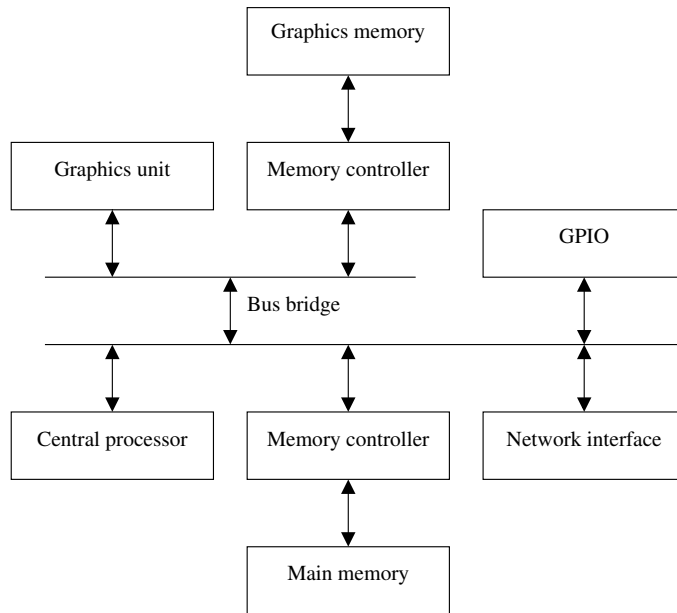 Graphics memory
Graphics unit
Memory controller
GPIO
Bus bridge
Central processor
Memory controller
Network interface
Main memory